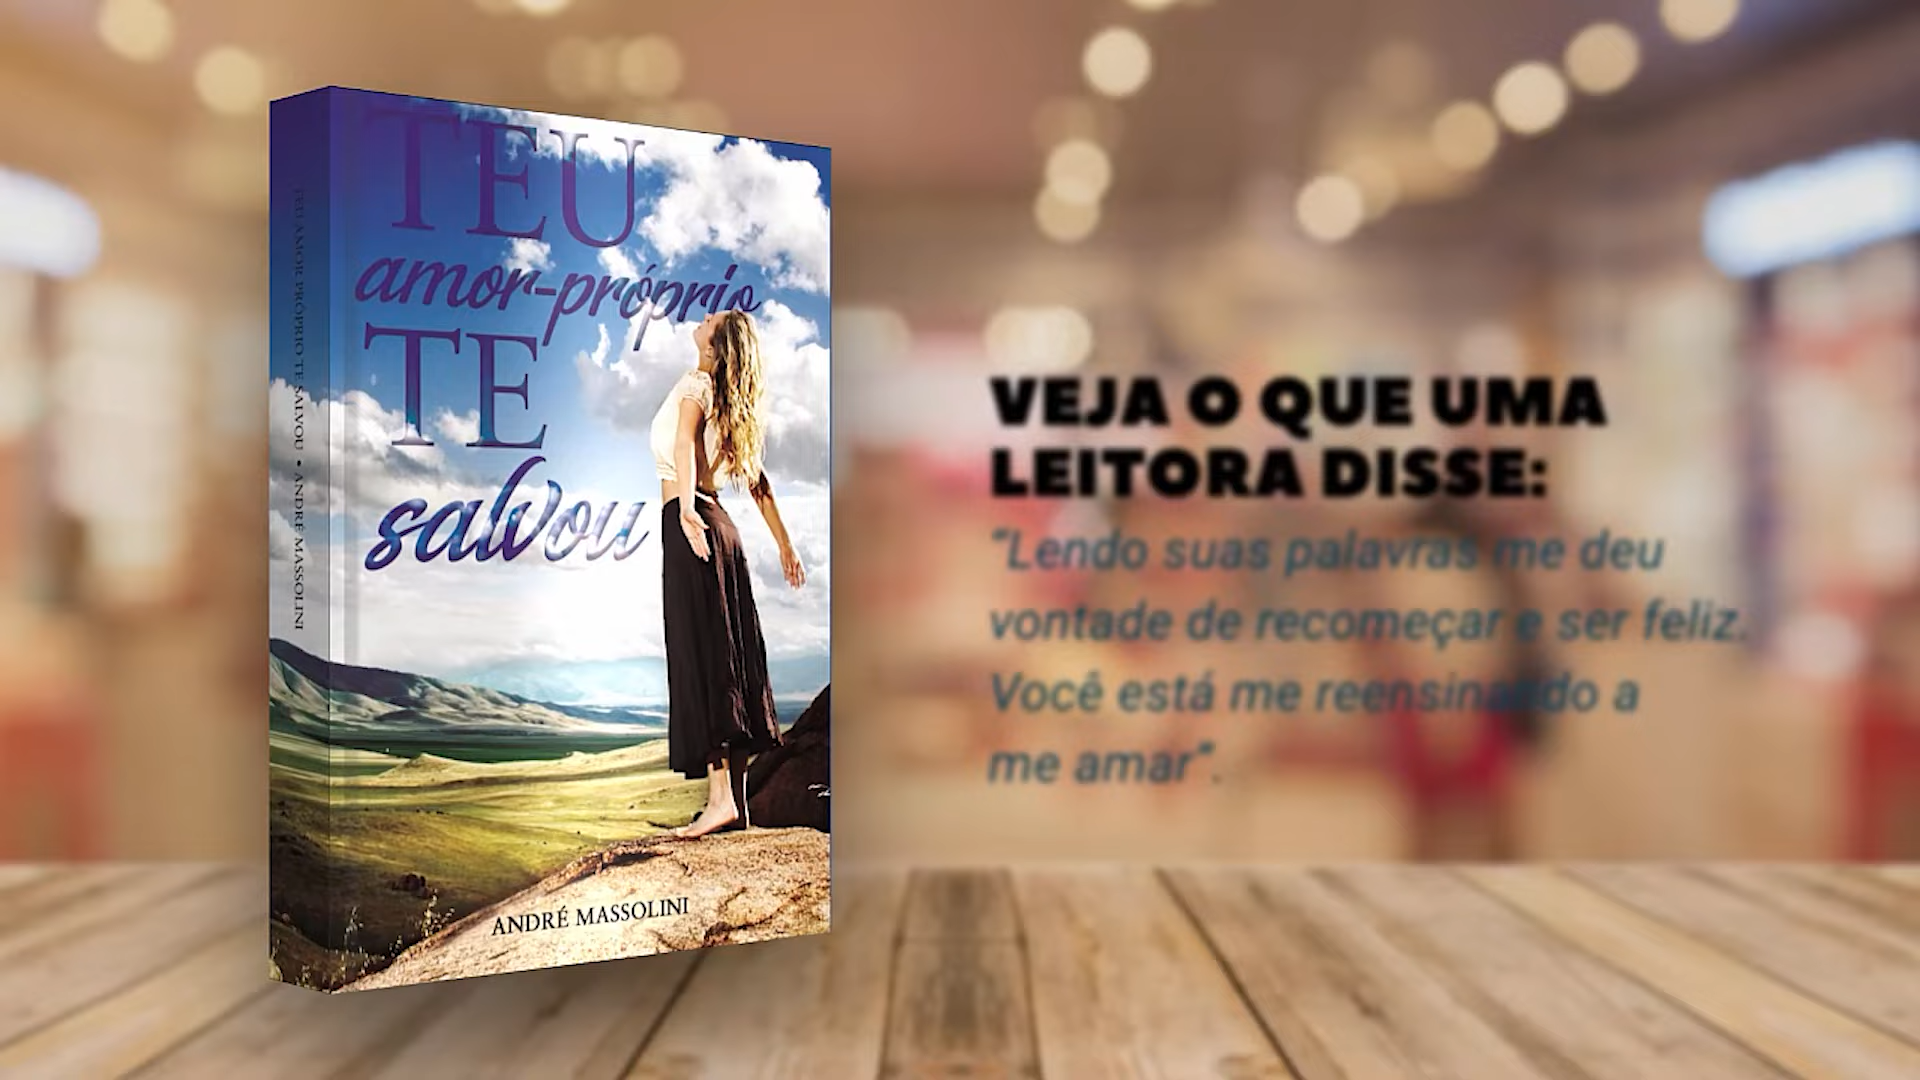 TEU
amor-próprio
TE
salvou
ANDRÉ MASSOLINI
TEU AMOR PRÓPRIO TE SALVOU • ANDRÉ MASSOLINI
VEJA O QUE UMA
LEITORA DISSE:
"Lendo suas palavras me deu
vontade de recomeçar e ser feliz.
Você está me reensinando a
me amar".